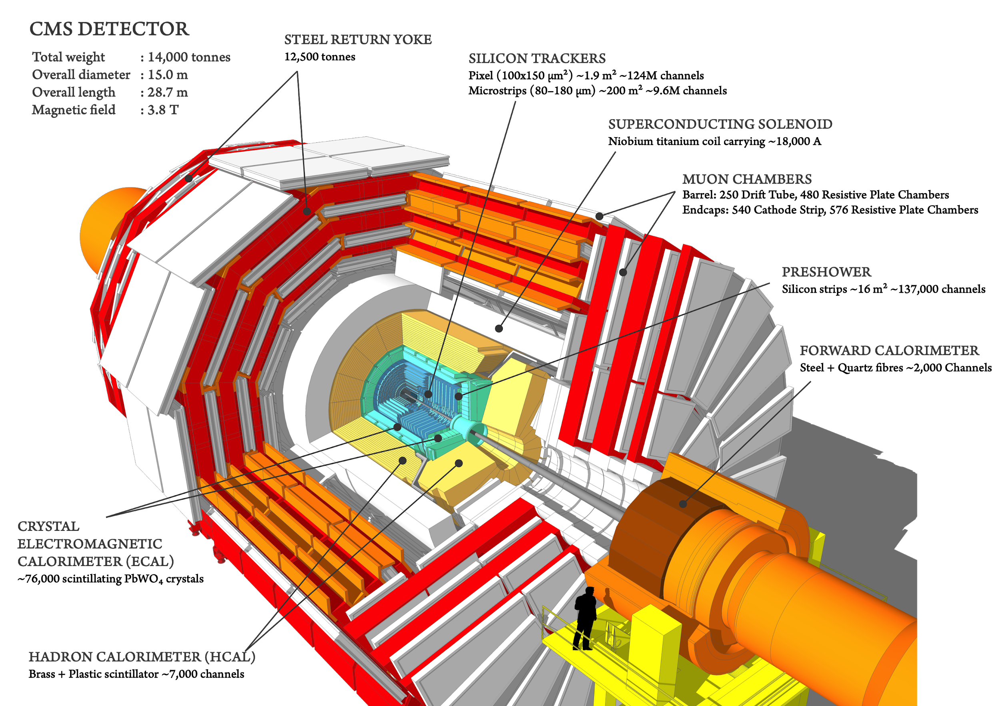 CMS DETECTOR
Total weight : 14,000 tonnes
Overall diameter : 15.0 m
Overall length : 28.7 m
Magnetic field : 3.8 T
STEEL RETURN YOKE
12,500 tonnes
SILICON TRACKERS
Pixel (100x150 μm²) ~1.9 m² ~124M channels
Microstrips (80–180 μm) ~200 m² ~9.6M channels
SUPERCONDUCTING SOLENOID
Niobium titanium coil carrying ~18,000 A
MUON CHAMBERS
Barrel: 250 Drift Tube, 480 Resistive Plate Chambers
Endcaps: 540 Cathode Strip, 576 Resistive Plate Chambers
PRESHOWER
Silicon strips ~16 m² ~137,000 channels
FORWARD CALORIMETER
Steel + Quartz fibres ~2,000 Channels
CRYSTAL
ELECTROMAGNETIC
CALORIMETER (ECAL)
~76,000 scintillating PbWO₄ crystals
HADRON CALORIMETER (HCAL)
Brass + Plastic scintillator ~7,000 channels